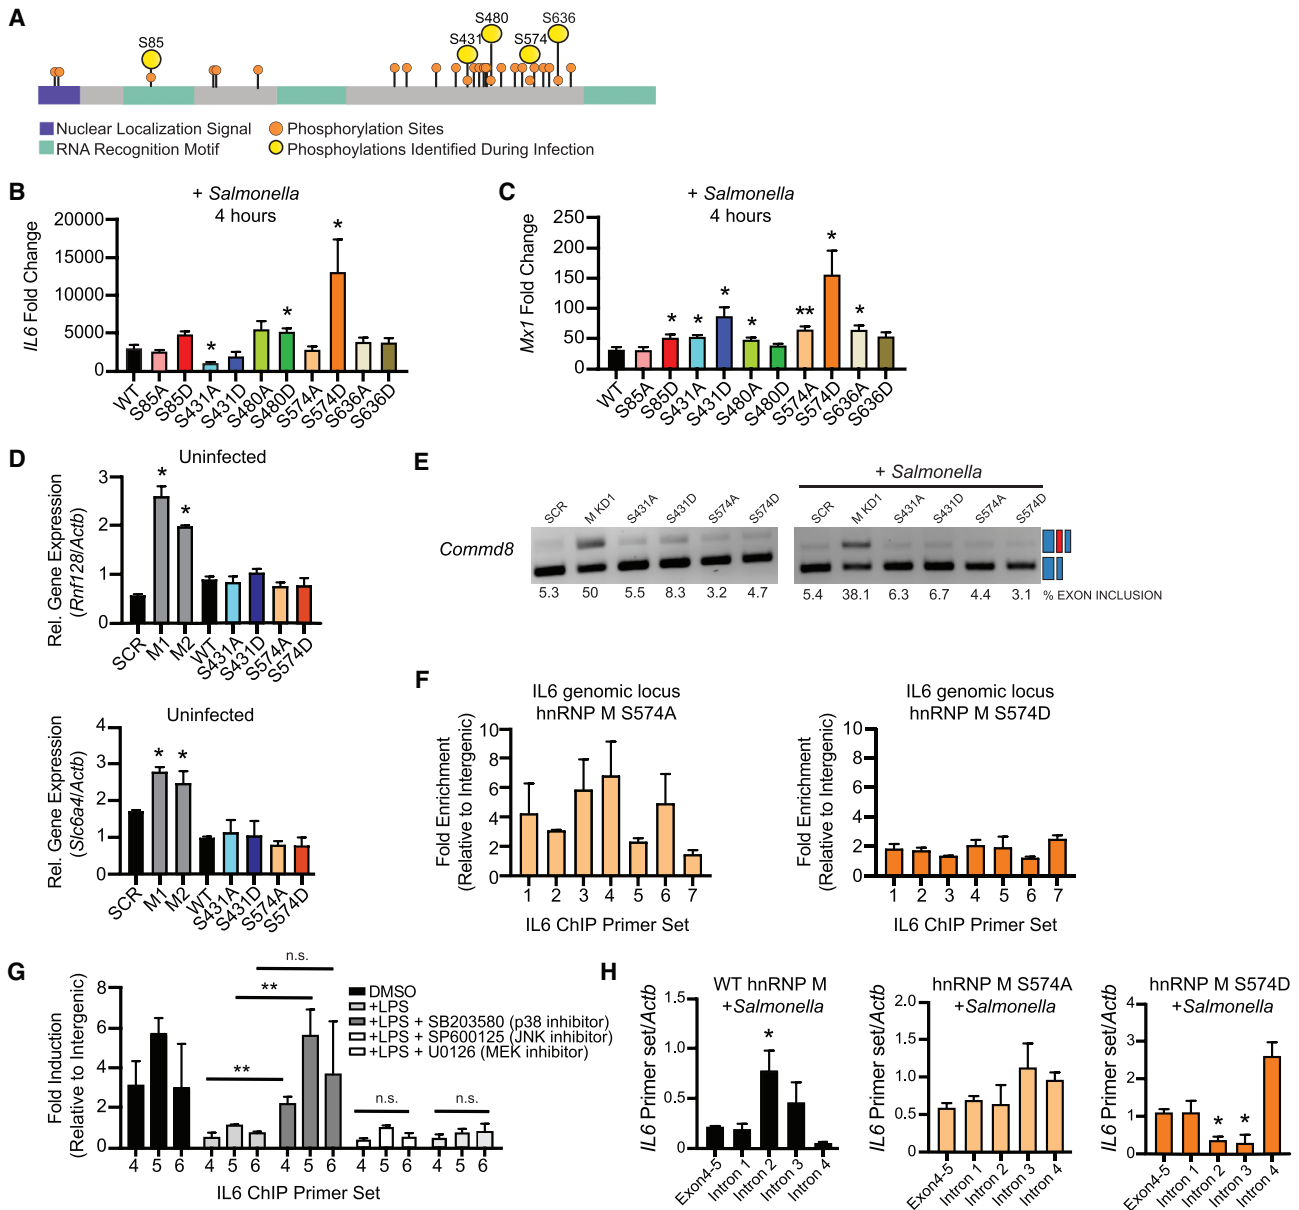 A
S85
S431
S480
S574
S636
Nuclear Localization Signal
Phosphorylation Sites
RNA Recognition Motif
Phosphoylations Identified During Infection
B
+ Salmonella
4 hours
IL6 Fold Change
20000
15000
10000
5000
0
*
*
*
WT
S85A
S85D
S431A
S431D
S480A
S480D
S574A
S574D
S636A
S636D
C
+ Salmonella
4 hours
Mx1 Fold Change
250
200
150
100
50
0
*
*
*
*
**
*
*
WT
S85A
S85D
S431A
S431D
S480A
S480D
S574A
S574D
S636A
S636D
D
Uninfected
Rel. Gene Expression
(Rnf128/Actb)
3
2
1
0
*
*
SCR
M1
M2
WT
S431A
S431D
S574A
S574D
Uninfected
Rel. Gene Expression
(Slc6a4/Actb)
4
3
2
1
0
*
*
SCR
M1
M2
WT
S431A
S431D
S574A
S574D
E
+ Salmonella
SCR
M KD1
S431A
S431D
S574A
S574D
SCR
M KD1
S431A
S431D
S574A
S574D
Commd8
5.3 50 5.5 8.3 3.2 4.7
5.4 38.1 6.3 6.7 4.4 3.1 % EXON INCLUSION
F
IL6 genomic locus
hnRNP M S574A
Fold Enrichment
(Relative to Intergenic)
10
8
6
4
2
0
1 2 3 4 5 6 7
IL6 ChIP Primer Set
IL6 genomic locus
hnRNP M S574D
Fold Enrichment
(Relative to Intergenic)
10
8
6
4
2
0
1 2 3 4 5 6 7
IL6 ChIP Primer Set
G
Fold Induction
(Relative to Intergenic)
8
6
4
2
0
n.s.
**
**
n.s.
n.s.
DMSO
+LPS
+LPS + SB203580 (p38 inhibitor)
+LPS + SP600125 (JNK inhibitor)
+LPS + U0126 (MEK inhibitor)
4 5 6 4 5 6 4 5 6 4 5 6 4 5 6
IL6 ChIP Primer Set
H
WT hnRNP M
+Salmonella
IL6 Primer set/Actb
1.5
1.0
0.5
0
*
Exon4-5
Intron 1
Intron 2
Intron 3
Intron 4
hnRNP M S574A
+Salmonella
IL6 Primer set/Actb
2.0
1.5
1.0
0.5
0
Exon4-5
Intron 1
Intron 2
Intron 3
Intron 4
hnRNP M S574D
+Salmonella
IL6 Primer set/Actb
4
3
2
1
0
*
*
Exon4-5
Intron 1
Intron 2
Intron 3
Intron 4